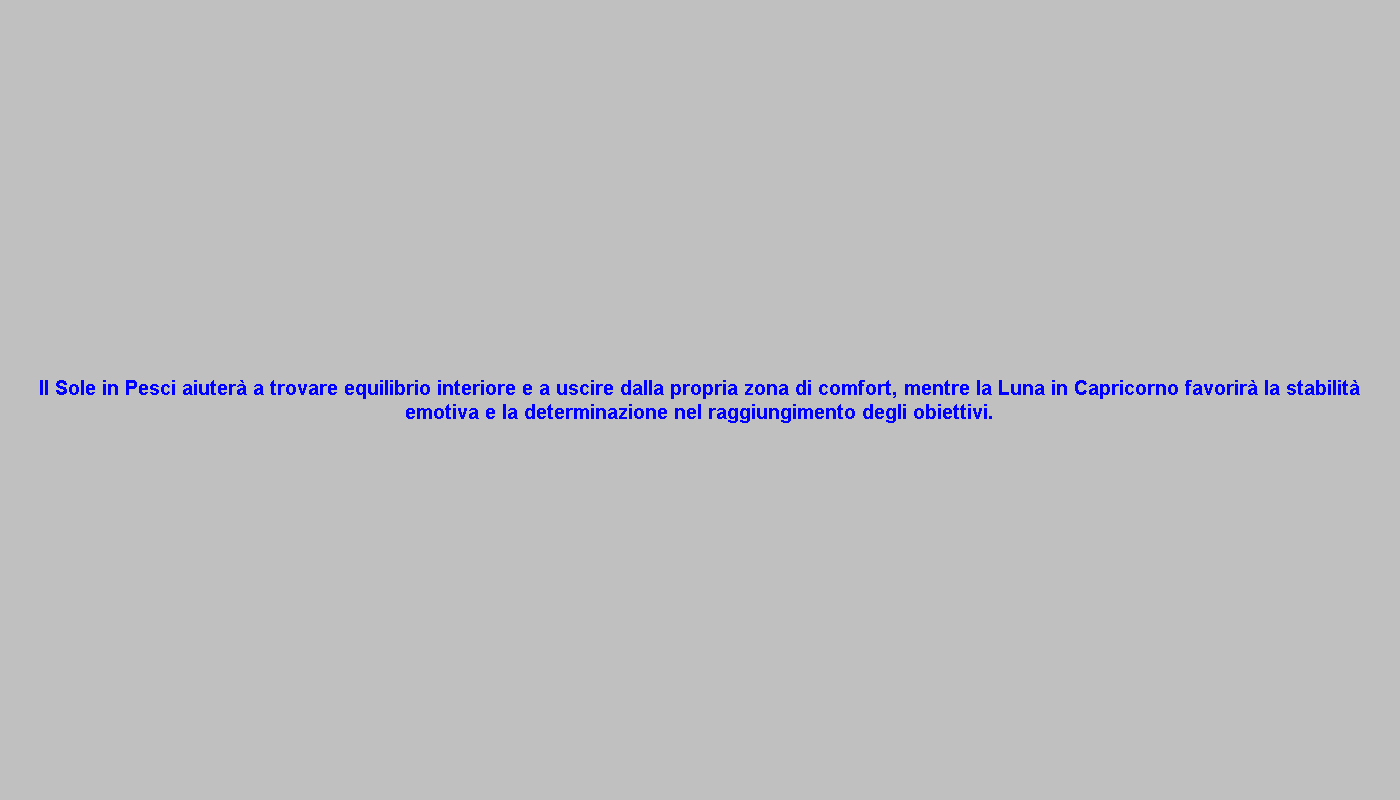 Il Sole in Pesci aiuterà a trovare equilibrio interiore e a uscire dalla propria zona di comfort, mentre la Luna in Capricorno favorirà la stabilità
emotiva e la determinazione nel raggiungimento degli obiettivi.